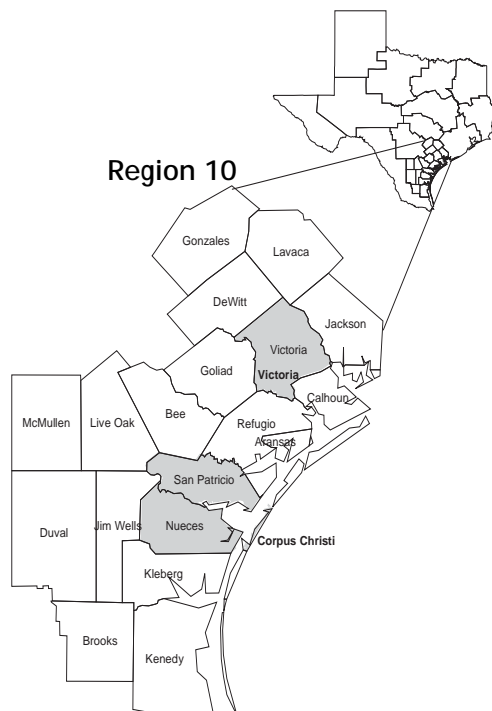 Region 10
Gonzales
Lavaca
DeWitt
Jackson
Victoria
Victoria
Goliad
Calhoun
Bee
Refugio
Aransas
McMullen
Live Oak
San Patricio
Duval
Jim Wells
Nueces
Corpus Christi
Kleberg
Brooks
Kenedy